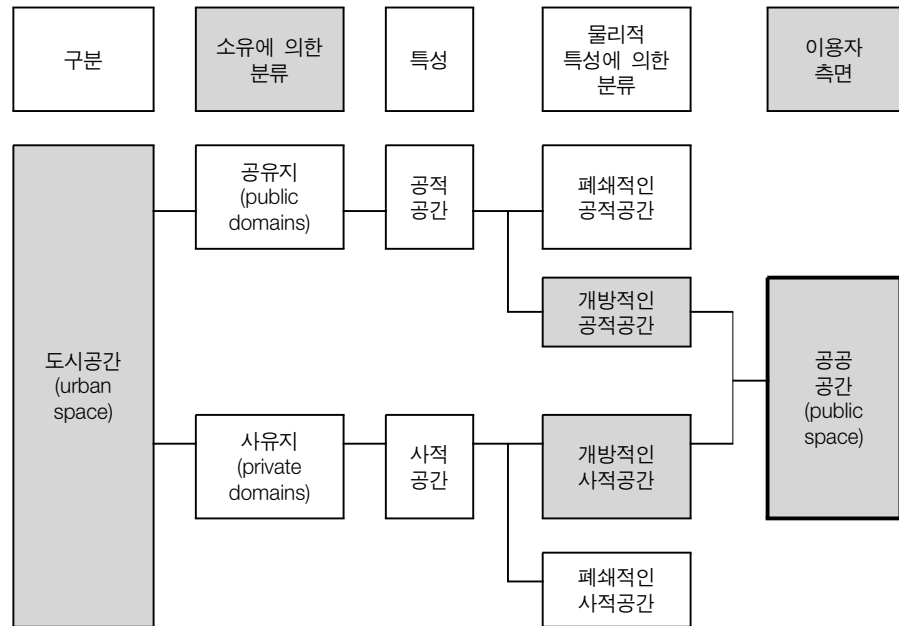 구분
소유에 의한
분류
특성
물리적
특성에 의한
분류
이용자
측면
도시공간
(urban
space)
공유지
(public
domains)
공적
공간
폐쇄적인
공적공간
개방적인
공적공간
사유지
(private
domains)
사적
공간
개방적인
사적공간
폐쇄적인
사적공간
공공
공간
(public
space)